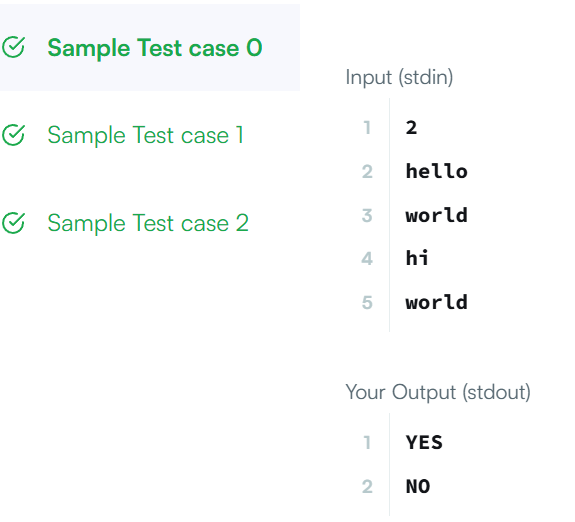 Sample Test case 0
Sample Test case 1
Sample Test case 2
Input (stdin)
1 2
2 hello
3 world
4 hi
5 world
Your Output (stdout)
1 YES
2 NO